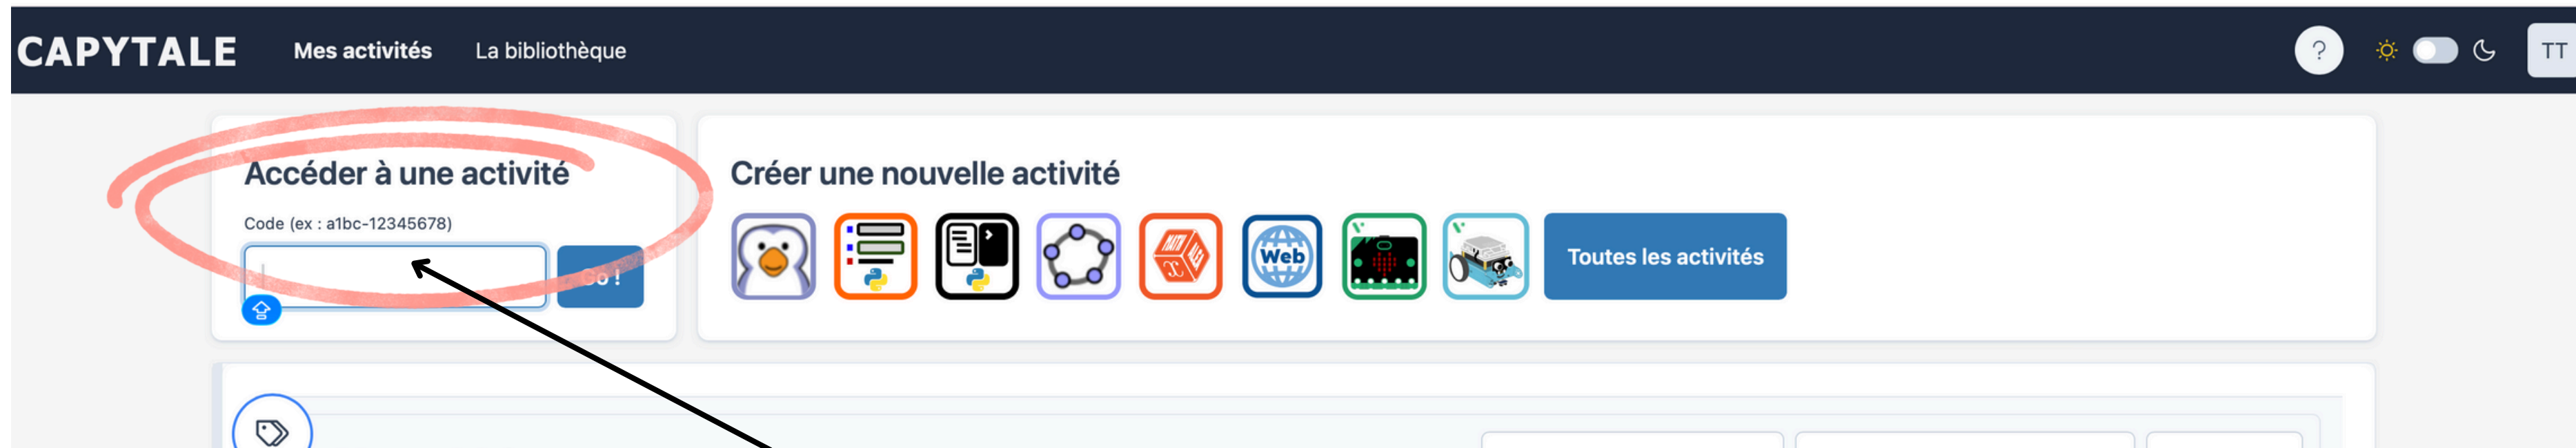 CAPYTALE Mes activités La bibliothèque ? TT
Accéder à une activité
Code (ex : a1bc-12345678)
Go !
Créer une nouvelle activité
MATH
Web
Toutes les activités